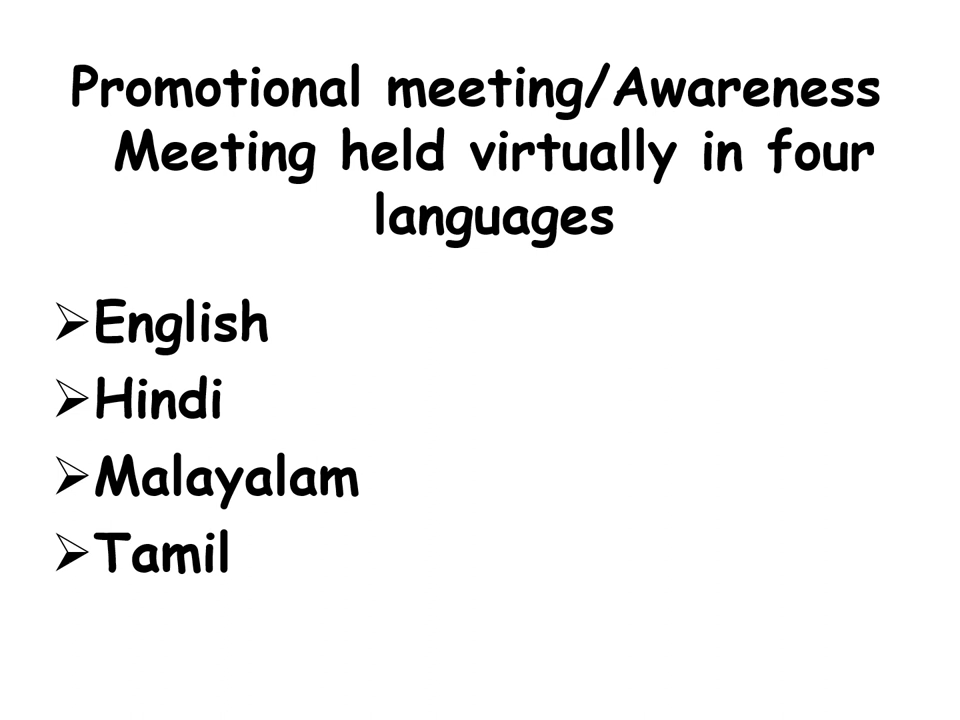 Promotional meeting/Awareness
Meeting held virtually in four
languages
➢English
➢Hindi
➢Malayalam
➢Tamil